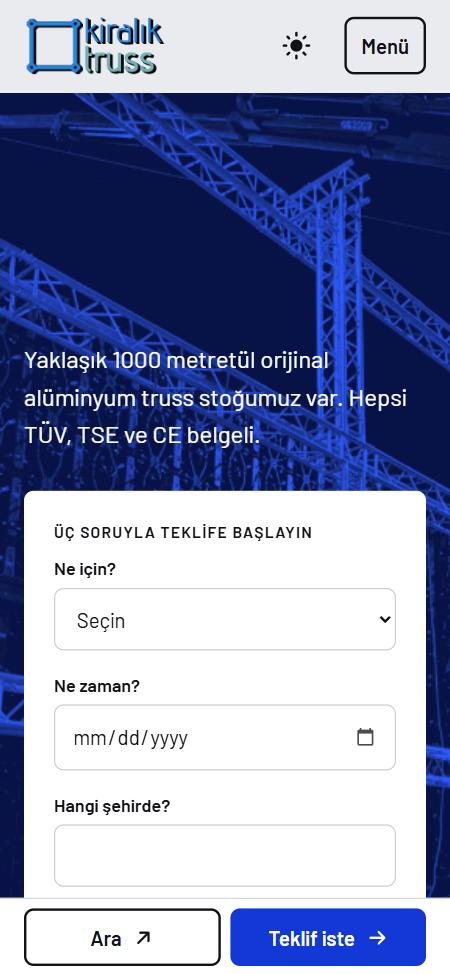 kiralık
truss
Menü
Yaklaşık 1000 metretül orijinal
alüminyum truss stoğumuz var. Hepsi
TÜV, TSE ve CE belgeli.
ÜÇ SORUYLA TEKLİFE BAŞLAYIN
Ne için?
Seçin
Ne zaman?
mm/dd/yyyy
Hangi şehirde?
Ara
Teklif iste